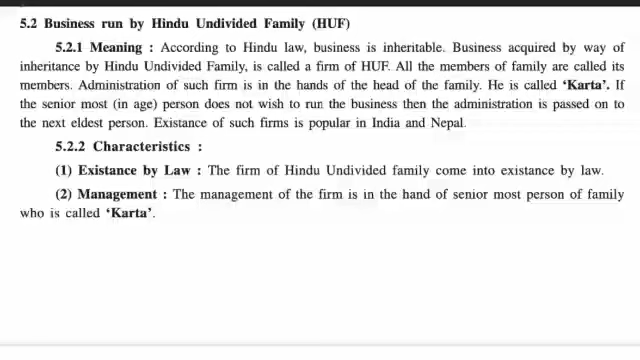 5.2 Business run by Hindu Undivided Family (HUF)
5.2.1 Meaning : According to Hindu law, business is inheritable. Business acquired by way of
inheritance by Hindu Undivided Family, is called a firm of HUF. All the members of family are called its
members. Administration of such firm is in the hands of the head of the family. He is called ‘Karta’. If
the senior most (in age) person does not wish to run the business then the administration is passed on to
the next eldest person. Existance of such firms is popular in India and Nepal.
5.2.2 Characteristics :
(1) Existance by Law : The firm of Hindu Undivided family come into existance by law.
(2) Management : The management of the firm is in the hand of senior most person of family
who is called ‘Karta’.